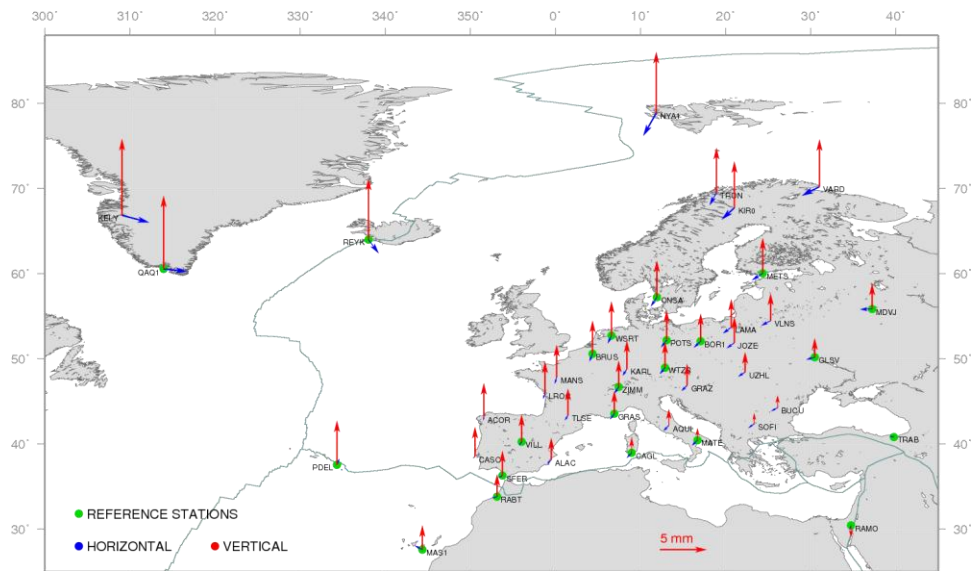 300° 310° 320° 330° 340° 350° 0° 10° 20° 30° 40°
80° 80°
NYA1
70° 70°
TRON VARD
KIR0
KELY
REYK
QAQ1
60° 60°
METS
ONSA
MDVJ
VLNS
LAMA
WSRT POTS BOR1 JOZE
BRUS
50° 50°
GLSV
MANS KARL WTZR
UZHL
ZIMM GRAZ
LROC
BUCU
ACOR TLSE GRAS
SOFI
AQUI
TRAB
40° 40°
VILL MATE
CASC ALAC CAGL
PDEL
SFER
RABT
REFERENCE STATIONS
RAMO
30° 30°
HORIZONTAL VERTICAL
MAS1
5 mm